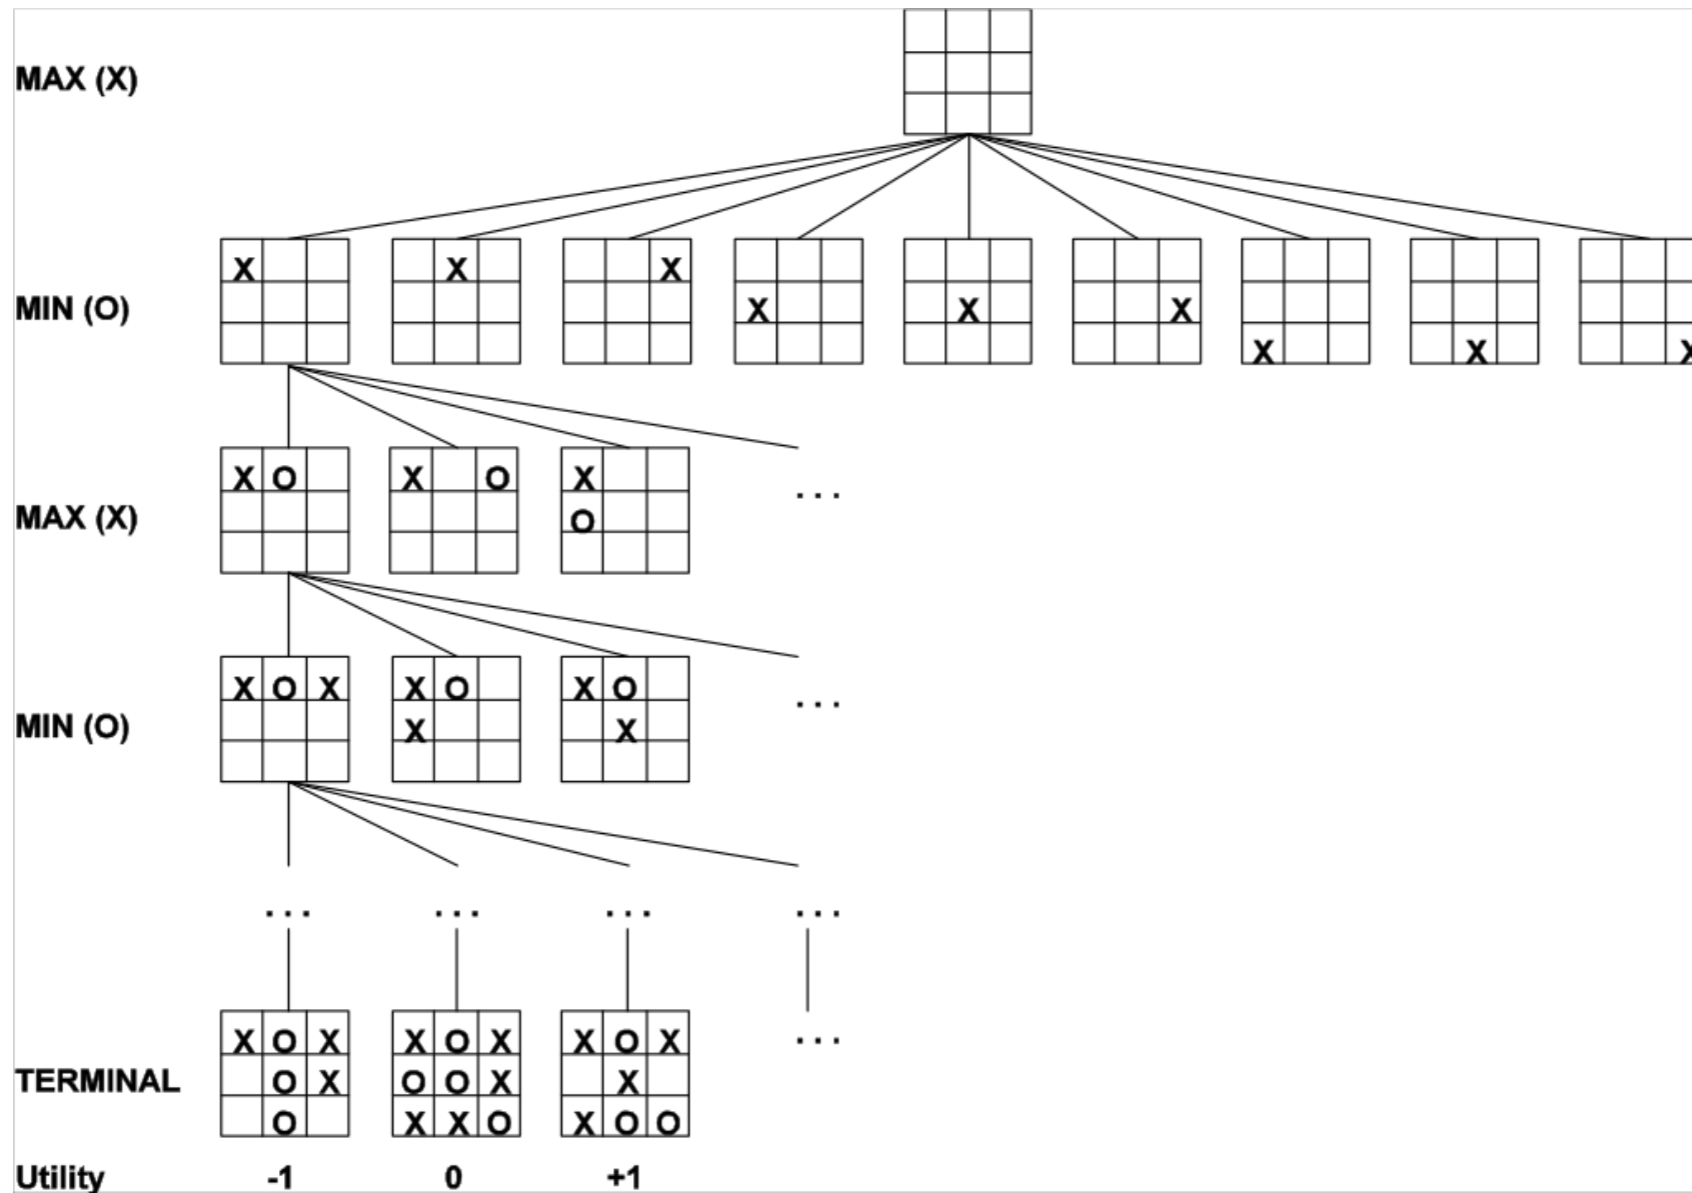 MAX (X)
X X X
MIN (O) X X X
X X X
X O X O X
MAX (X) O
...
X O X X O X O
MIN (O) X X
...
... ... ... ...
X O X X O X X O X
...
TERMINAL O X O O X X
O X X O X O O
Utility -1 0 +1